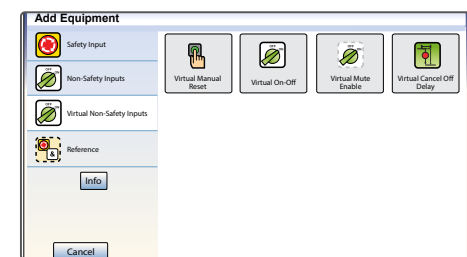 Add Equipment
Safety Input
Non-Safety Inputs
Virtual Non-Safety Inputs
Reference
&
Info
Cancel
Virtual Manual
Reset
OFF
Virtual On-Off
Virtual Mute
Enable
Virtual Cancel Off
Delay